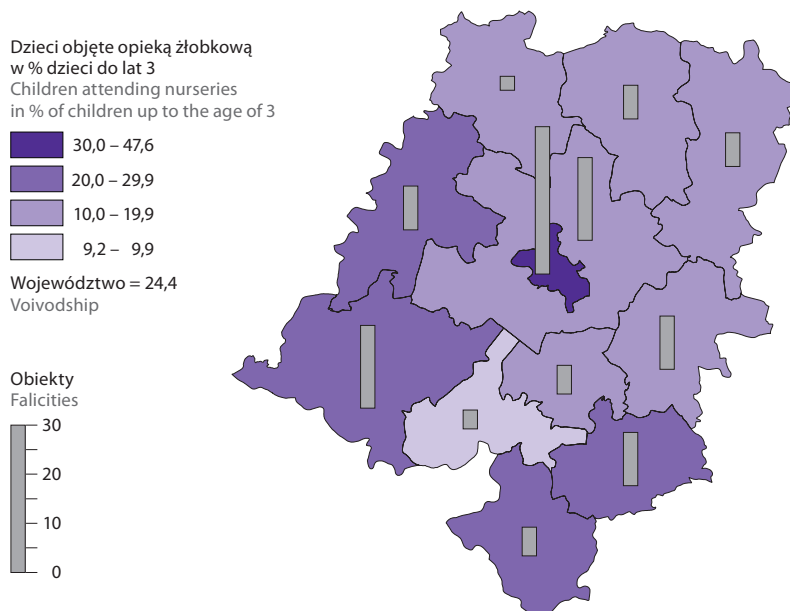 Dzieci objęte opieką żłobkową
w % dzieci do lat 3
Children attending nurseries
in % of children up to the age of 3
30,0 – 47,6
20,0 – 29,9
10,0 – 19,9
9,2 – 9,9
Województwo = 24,4
Voivodship
Obiekty
Falicities
30
20
10
0